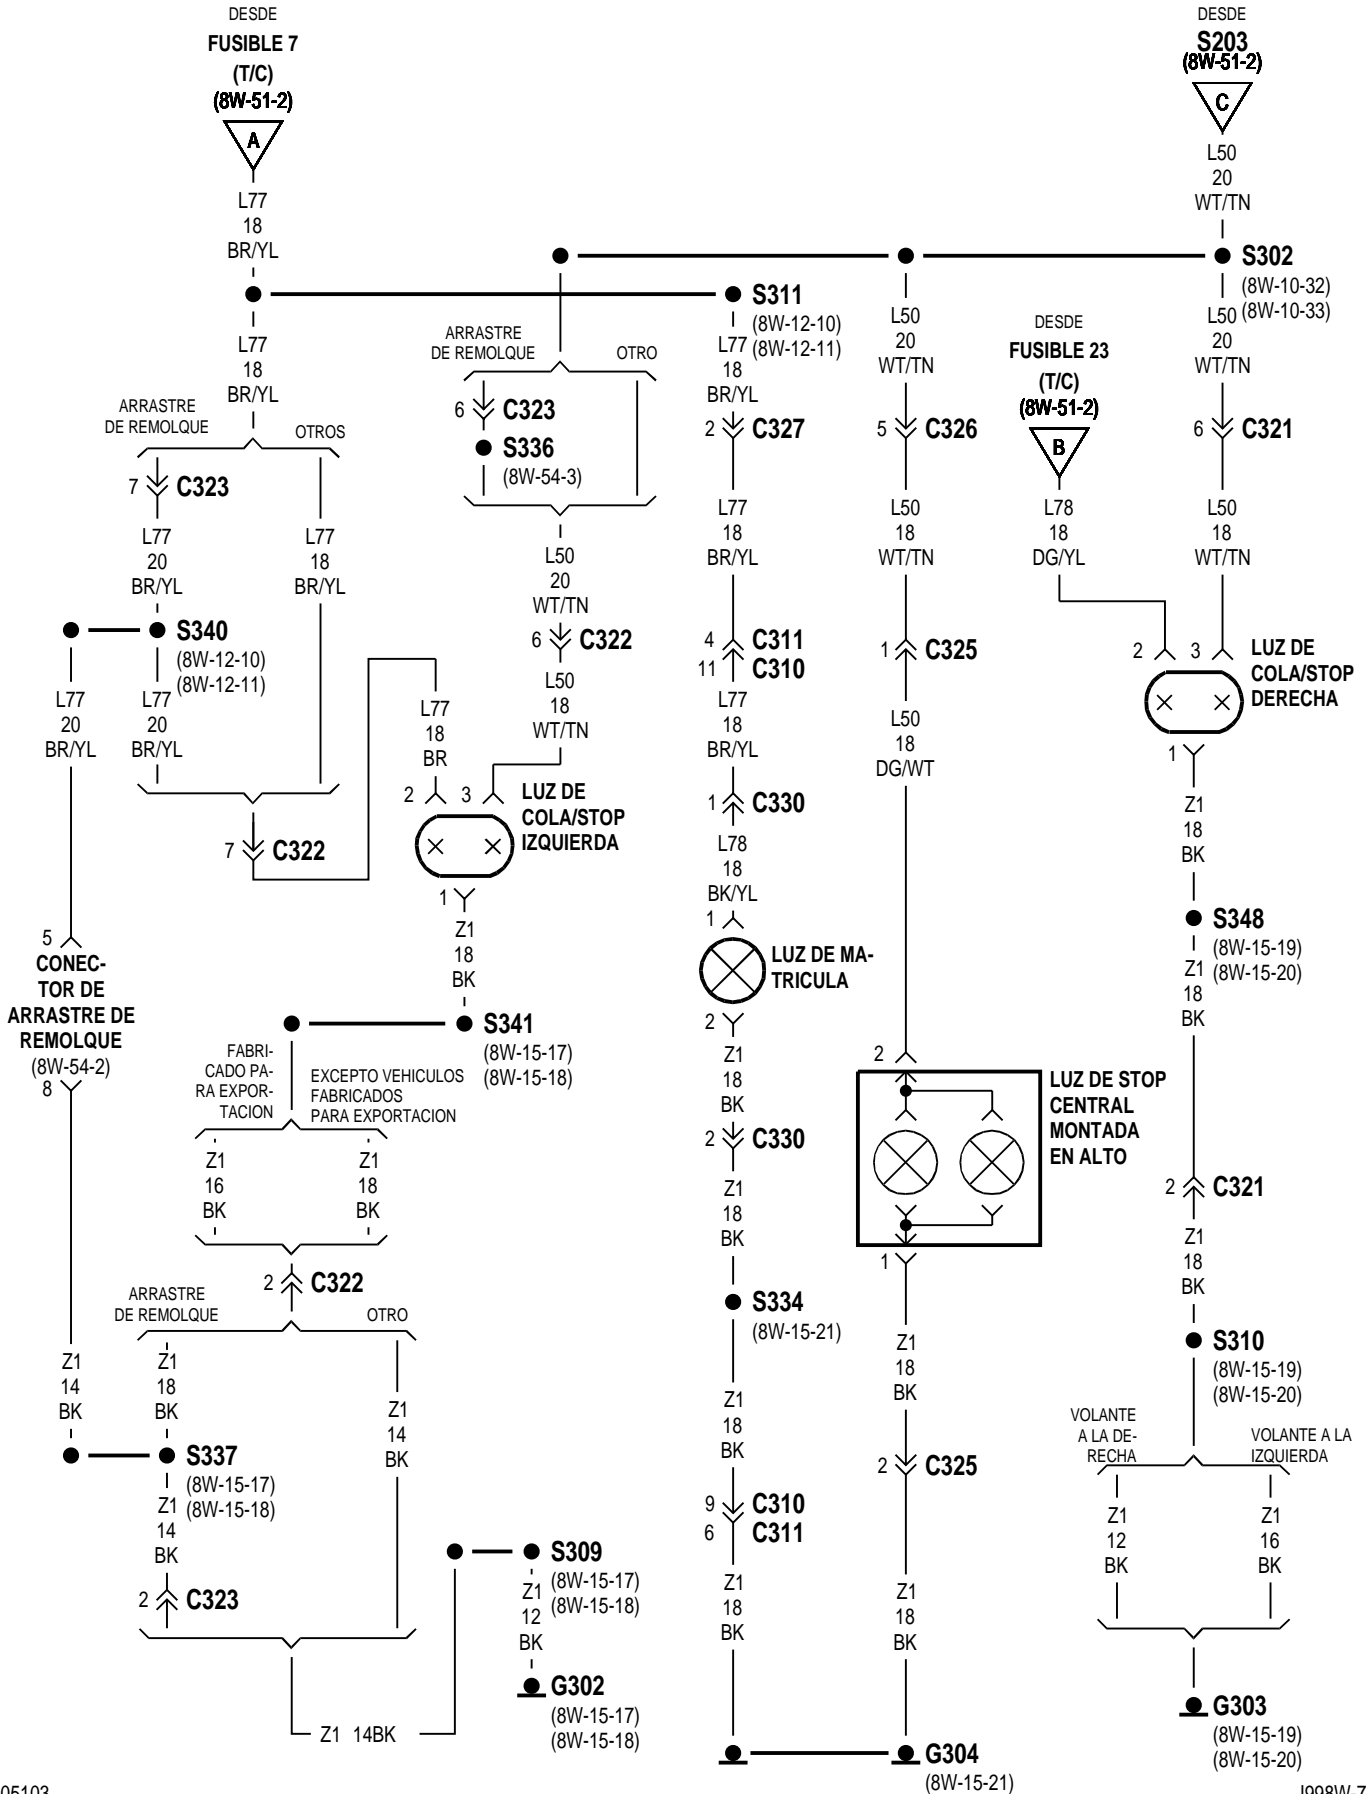 DESDE
FUSIBLE 7
(T/C)
(8W-51-2)
A
L77
18
BR/YL
DESDE
S203
(8W-51-2)
C
L50
20
WT/TN
S302
(8W-10-32)
(8W-10-33)
S311
(8W-12-10)
(8W-12-11)
L77
18
BR/YL
ARRASTRE
DE REMOLQUE
OTROS
7
C323
L77
20
BR/YL
L77
18
BR/YL
S340
(8W-12-10)
(8W-12-11)
L77
20
BR/YL
L77
20
BR/YL
7
C322
5
CONEC-
TOR DE
ARRASTRE DE
REMOLQUE
(8W-54-2)
8
ARRASTRE
DE REMOLQUE
OTRO
6
C323
S336
(8W-54-3)
L50
20
WT/TN
6
C322
L50
18
WT/TN
L77
18
BR
2
3
LUZ DE
COLA/STOP
IZQUIERDA
1
Z1
18
BK
S341
(8W-15-17)
(8W-15-18)
FABRI-
CADO PA-
RA EXPOR-
TACION
EXCEPTO VEHICULOS
FABRICADOS
PARA EXPORTACION
Z1
16
BK
Z1
18
BK
2
C322
ARRASTRE
DE REMOLQUE
OTRO
Z1
14
BK
Z1
18
BK
Z1
14
BK
S337
(8W-15-17)
(8W-15-18)
Z1
14
BK
2
C323
Z1 14BK
S309
(8W-15-17)
(8W-15-18)
Z1
12
BK
G302
(8W-15-17)
(8W-15-18)
L77
18
BR/YL
2
C327
L77
18
BR/YL
4
C311
11
C310
L77
18
BR/YL
1
C330
L78
18
BK/YL
1
LUZ DE MA-
TRICULA
2
Z1
18
BK
2
C330
Z1
18
BK
S334
(8W-15-21)
Z1
18
BK
9
C310
6
C311
Z1
18
BK
L50
20
WT/TN
5
C326
L50
18
WT/TN
1
C325
L50
18
DG/WT
2
LUZ DE STOP
CENTRAL
MONTADA
EN ALTO
1
Z1
18
BK
2
C325
Z1
18
BK
G304
(8W-15-21)
DESDE
FUSIBLE 23
(T/C)
(8W-51-2)
B
L78
18
DG/YL
L50
20
WT/TN
6
C321
L50
18
WT/TN
2
3
LUZ DE
COLA/STOP
DERECHA
1
Z1
18
BK
S348
(8W-15-19)
(8W-15-20)
Z1
18
BK
2
C321
Z1
18
BK
S310
(8W-15-19)
(8W-15-20)
VOLANTE
A LA DE-
RECHA
VOLANTE A LA
IZQUIERDA
Z1
12
BK
Z1
16
BK
G303
(8W-15-19)
(8W-15-20)